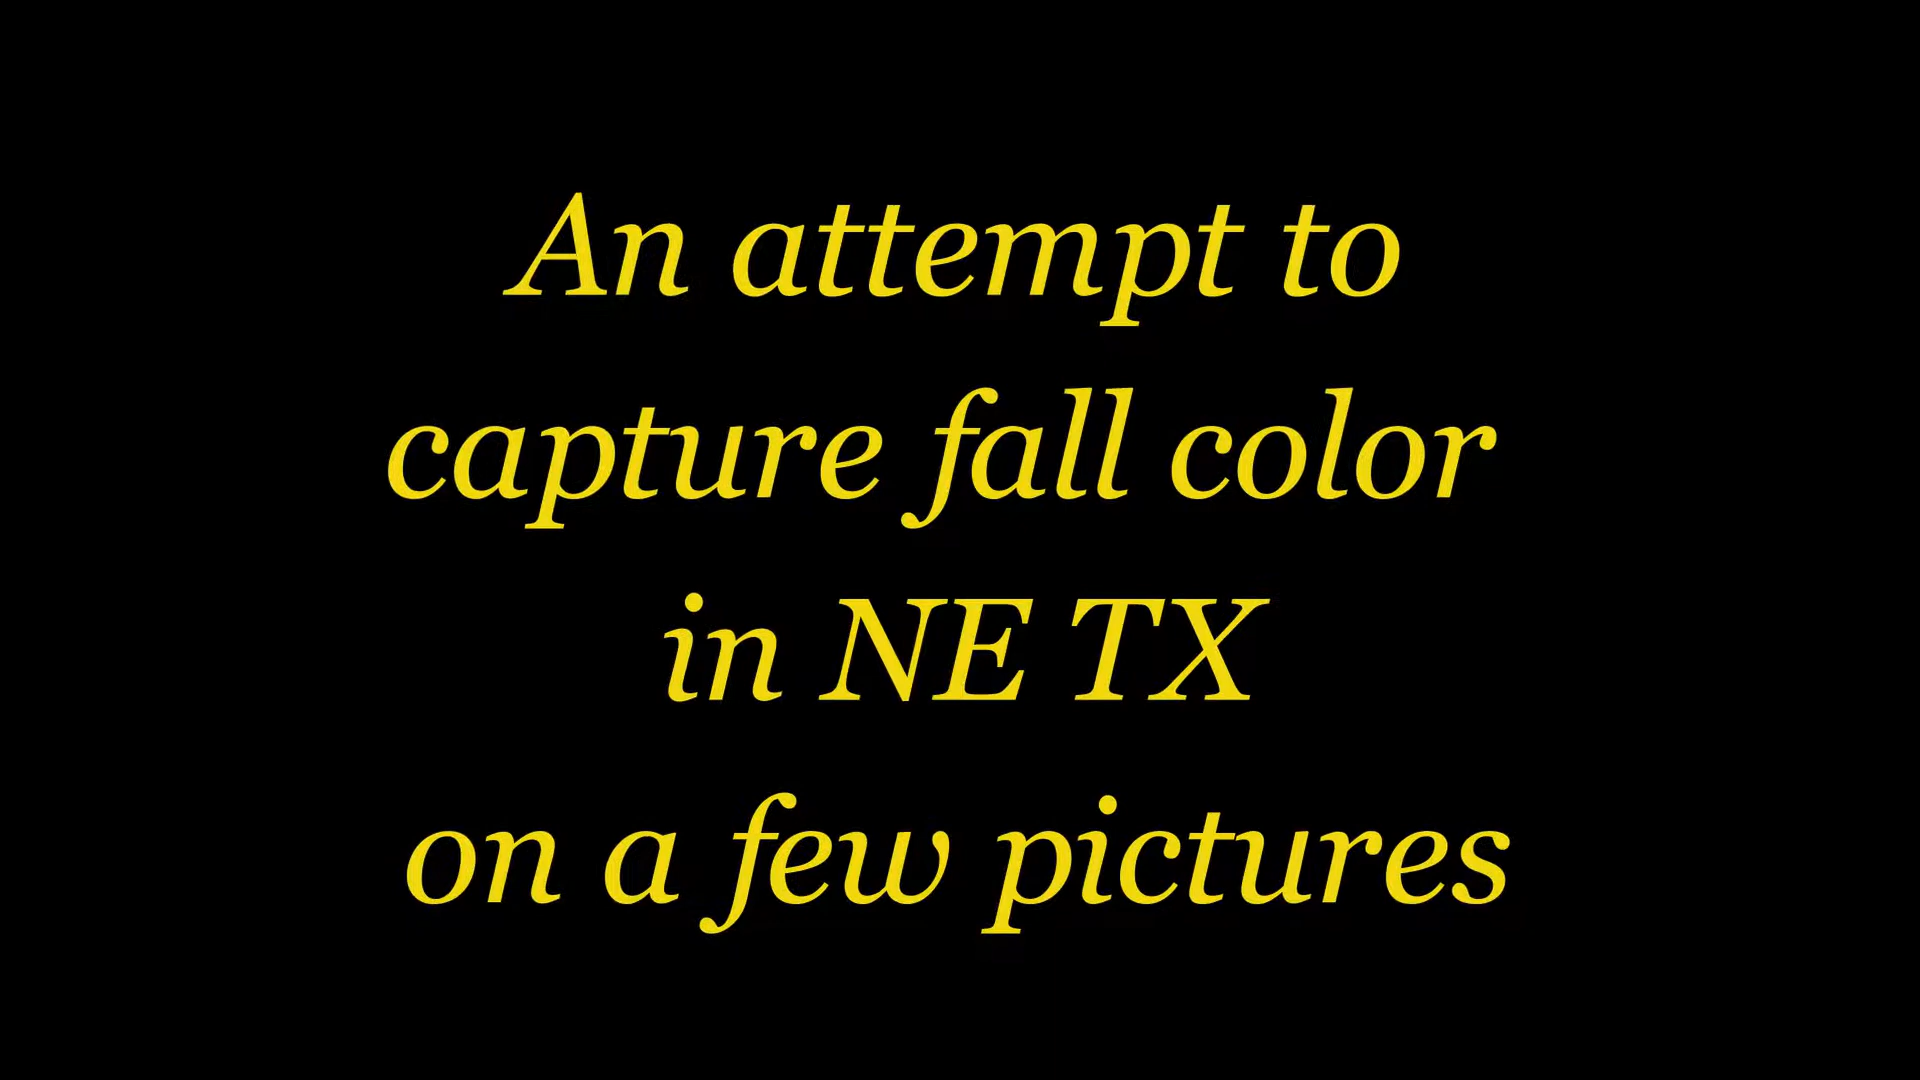 An attempt to
capture fall color
in NE TX
on a few pictures